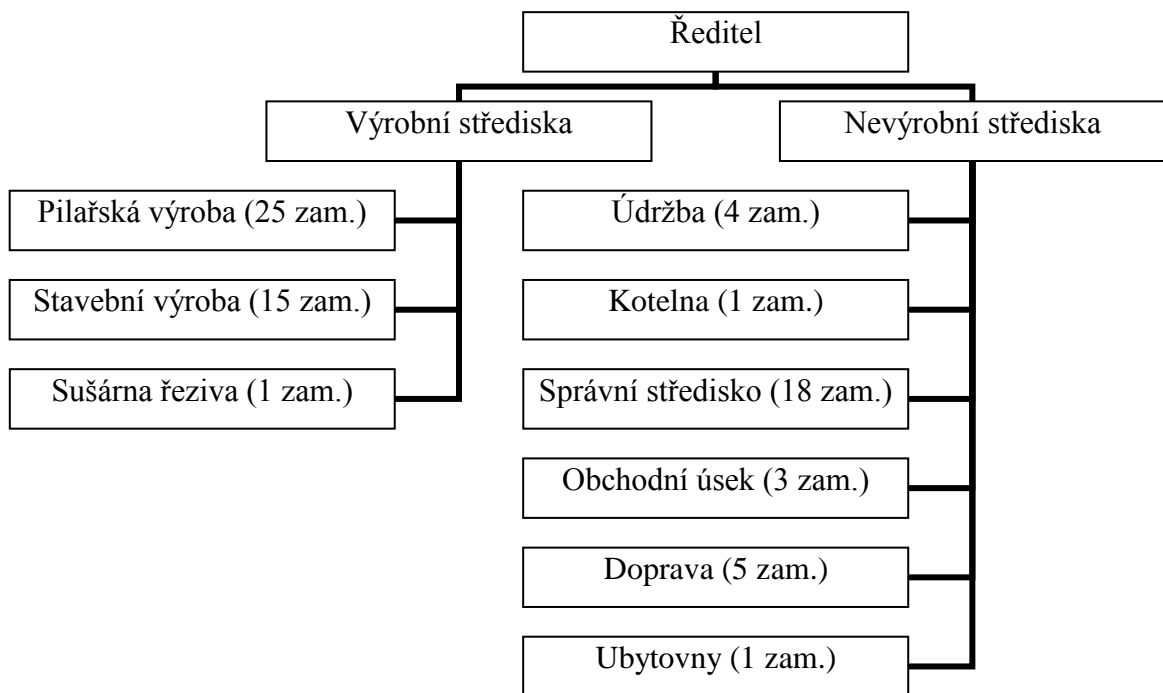 Ředitel
Výrobní střediska
Nevýrobní střediska
Pilařská výroba (25 zam.)
Stavební výroba (15 zam.)
Sušárna řeziva (1 zam.)
Údržba (4 zam.)
Kotelna (1 zam.)
Správní středisko (18 zam.)
Obchodní úsek (3 zam.)
Doprava (5 zam.)
Ubytovny (1 zam.)